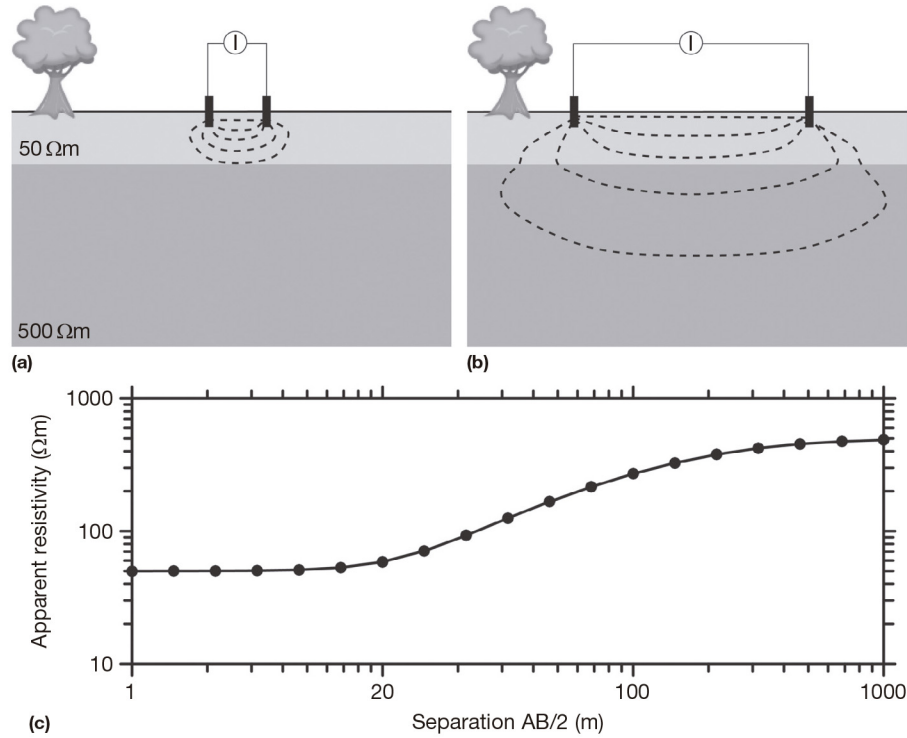 I
I
50 Ωm
500 Ωm
(a)
(b)
1000
100
10
Apparent resistivity (Ωm)
1
20
100
1000
Separation AB/2 (m)
(c)